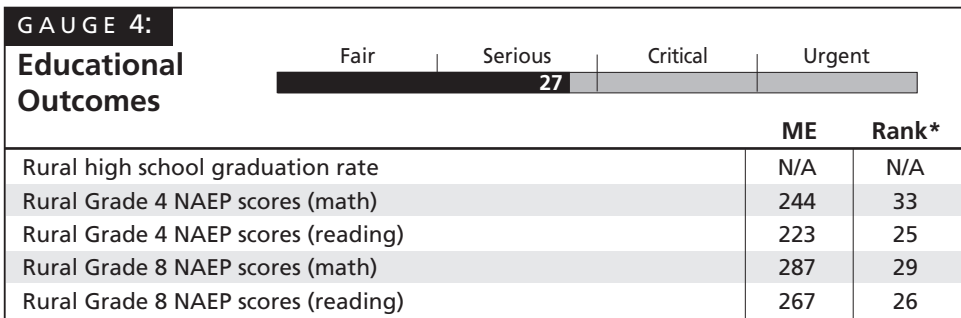 GAUGE 4:
Educational
Outcomes
Fair Serious Critical Urgent
27
ME Rank*
Rural high school graduation rate N/A N/A
Rural Grade 4 NAEP scores (math) 244 33
Rural Grade 4 NAEP scores (reading) 223 25
Rural Grade 8 NAEP scores (math) 287 29
Rural Grade 8 NAEP scores (reading) 267 26